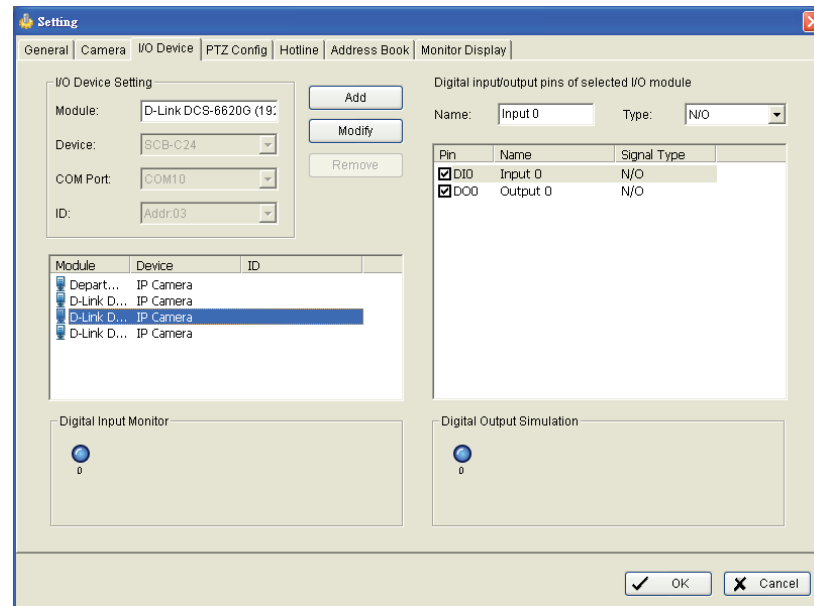 Setting
General Camera I/O Device PTZ Config Hotline Address Book Monitor Display
I/O Device Setting
Module: D-Link DCS-6620G (192
Device: SCB-C24
COM Port: COM10
ID: Addr:03
Add
Modify
Remove
Module Device ID
Depart... IP Camera
D-Link D... IP Camera
D-Link D... IP Camera
D-Link D... IP Camera
Digital Input Monitor
0
Digital input/output pins of selected I/O module
Name: Input 0 Type: N/O
Pin Name Signal Type
DI0 Input 0 N/O
DO0 Output 0 N/O
Digital Output Simulation
0
OK Cancel